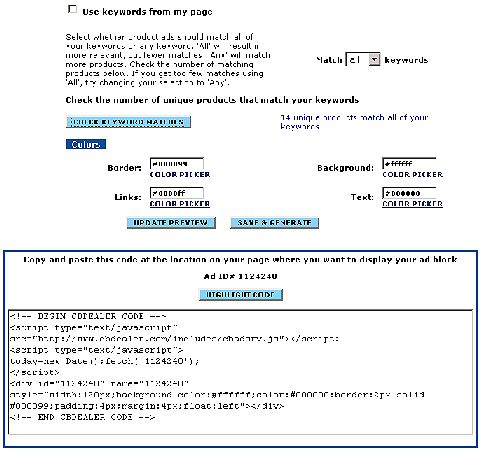 Use keywords from my page
Select whether product ads should match all of
your keywords or any keyword. 'All' will result in
more relevant, but fewer matches. 'Any' will match
more products. Check the number of matching
products below. If you get too few matches using
'All', try changing your selection to 'Any'.
Match All keywords
Check the number of unique products that match your keywords
CHECK KEYWORD MATCHES
14 unique products match all of your
keywords
Colors
Border: #000099 Background: #ffffff
COLOR PICKER COLOR PICKER
Links: #0000ff Text: #000000
COLOR PICKER COLOR PICKER
UPDATE PREVIEW SAVE & GENERATE
Copy and paste this code at the location on your page where you want to display your ad block
Ad ID# 1124240
HIGHLIGHT CODE
<!-- BEGIN CBDEALER CODE -->
<script type="text/javascript"
src="http://www.cbdealer.com/includes/cbadsrv.js"></script>
<script type="text/javascript">
today=new Date();fetch('1124240');
</script>
<div id="1124240" name="1124240"
style="width:120px;background-color:#ffffff;color:#000000;border:2px solid
#000099;padding:4px;margin:4px;float:left"></div>
<!-- END CBDEALER CODE -->